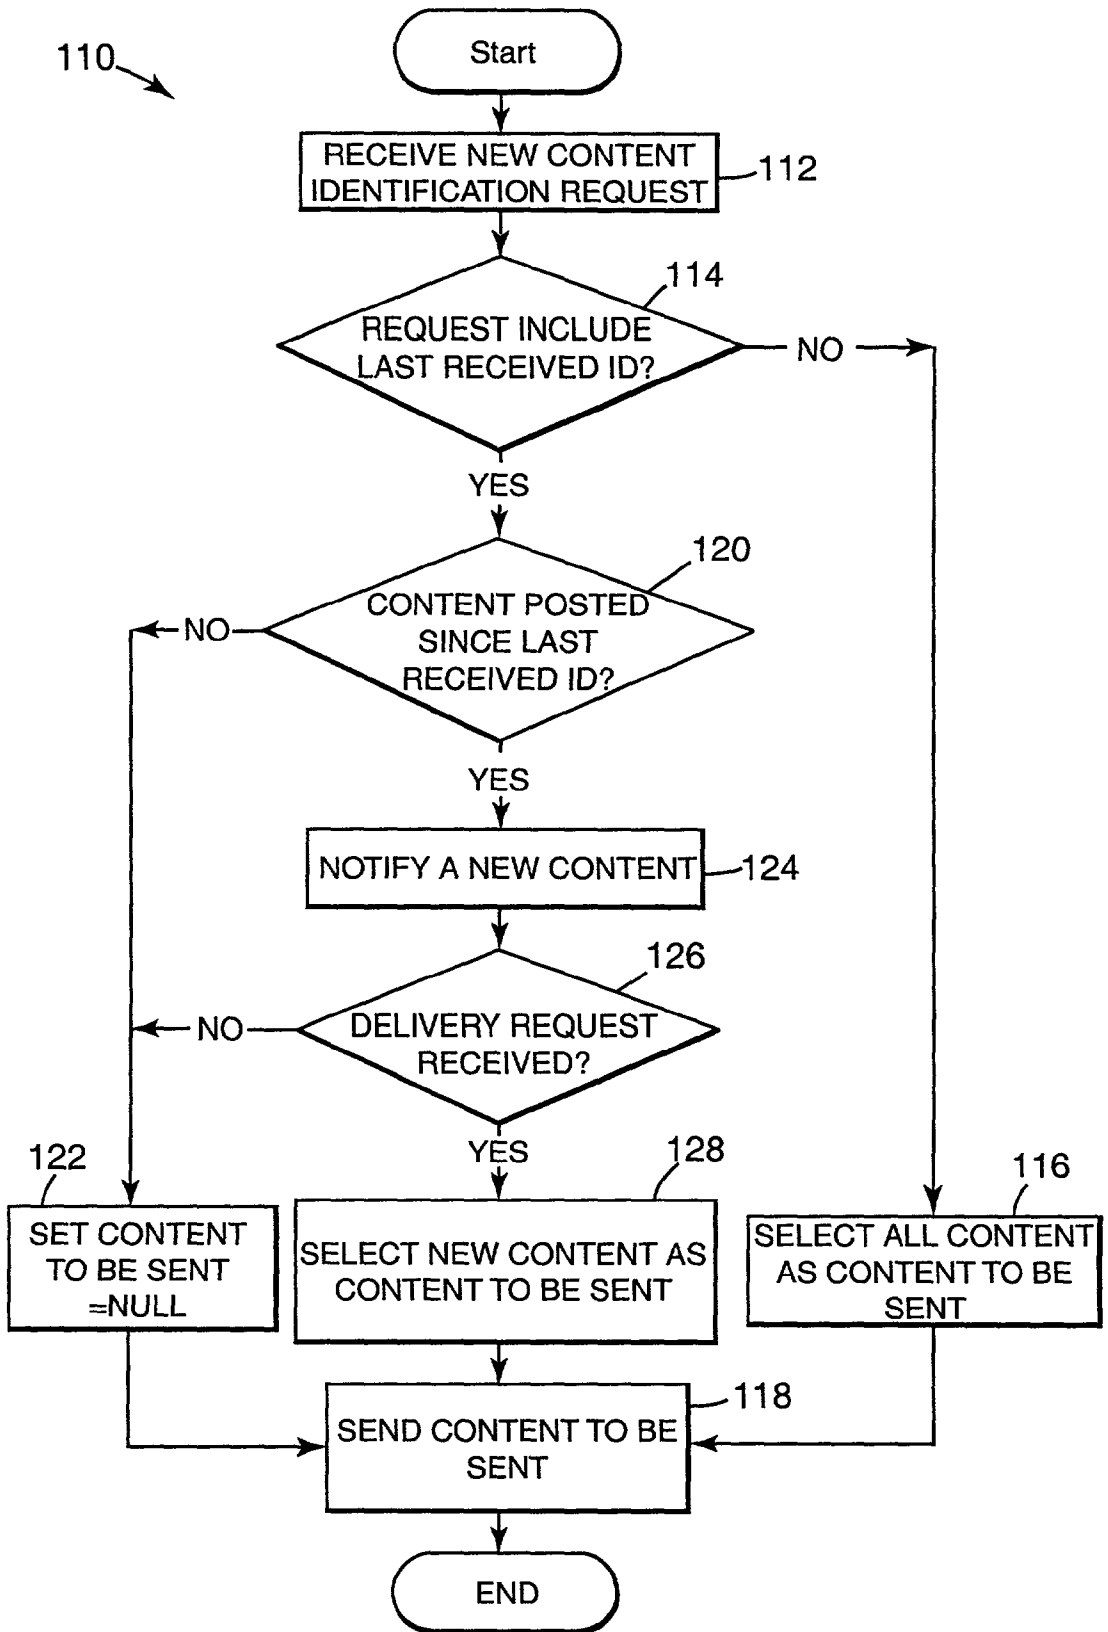 110
Start
RECEIVE NEW CONTENT
IDENTIFICATION REQUEST
112
114
REQUEST INCLUDE
LAST RECEIVED ID?
NO
YES
120
CONTENT POSTED
SINCE LAST
RECEIVED ID?
NO
YES
NOTIFY A NEW CONTENT
124
126
DELIVERY REQUEST
RECEIVED?
NO
YES
122
SET CONTENT
TO BE SENT
=NULL
128
SELECT NEW CONTENT AS
CONTENT TO BE SENT
116
SELECT ALL CONTENT
AS CONTENT TO BE
SENT
118
SEND CONTENT TO BE
SENT
END